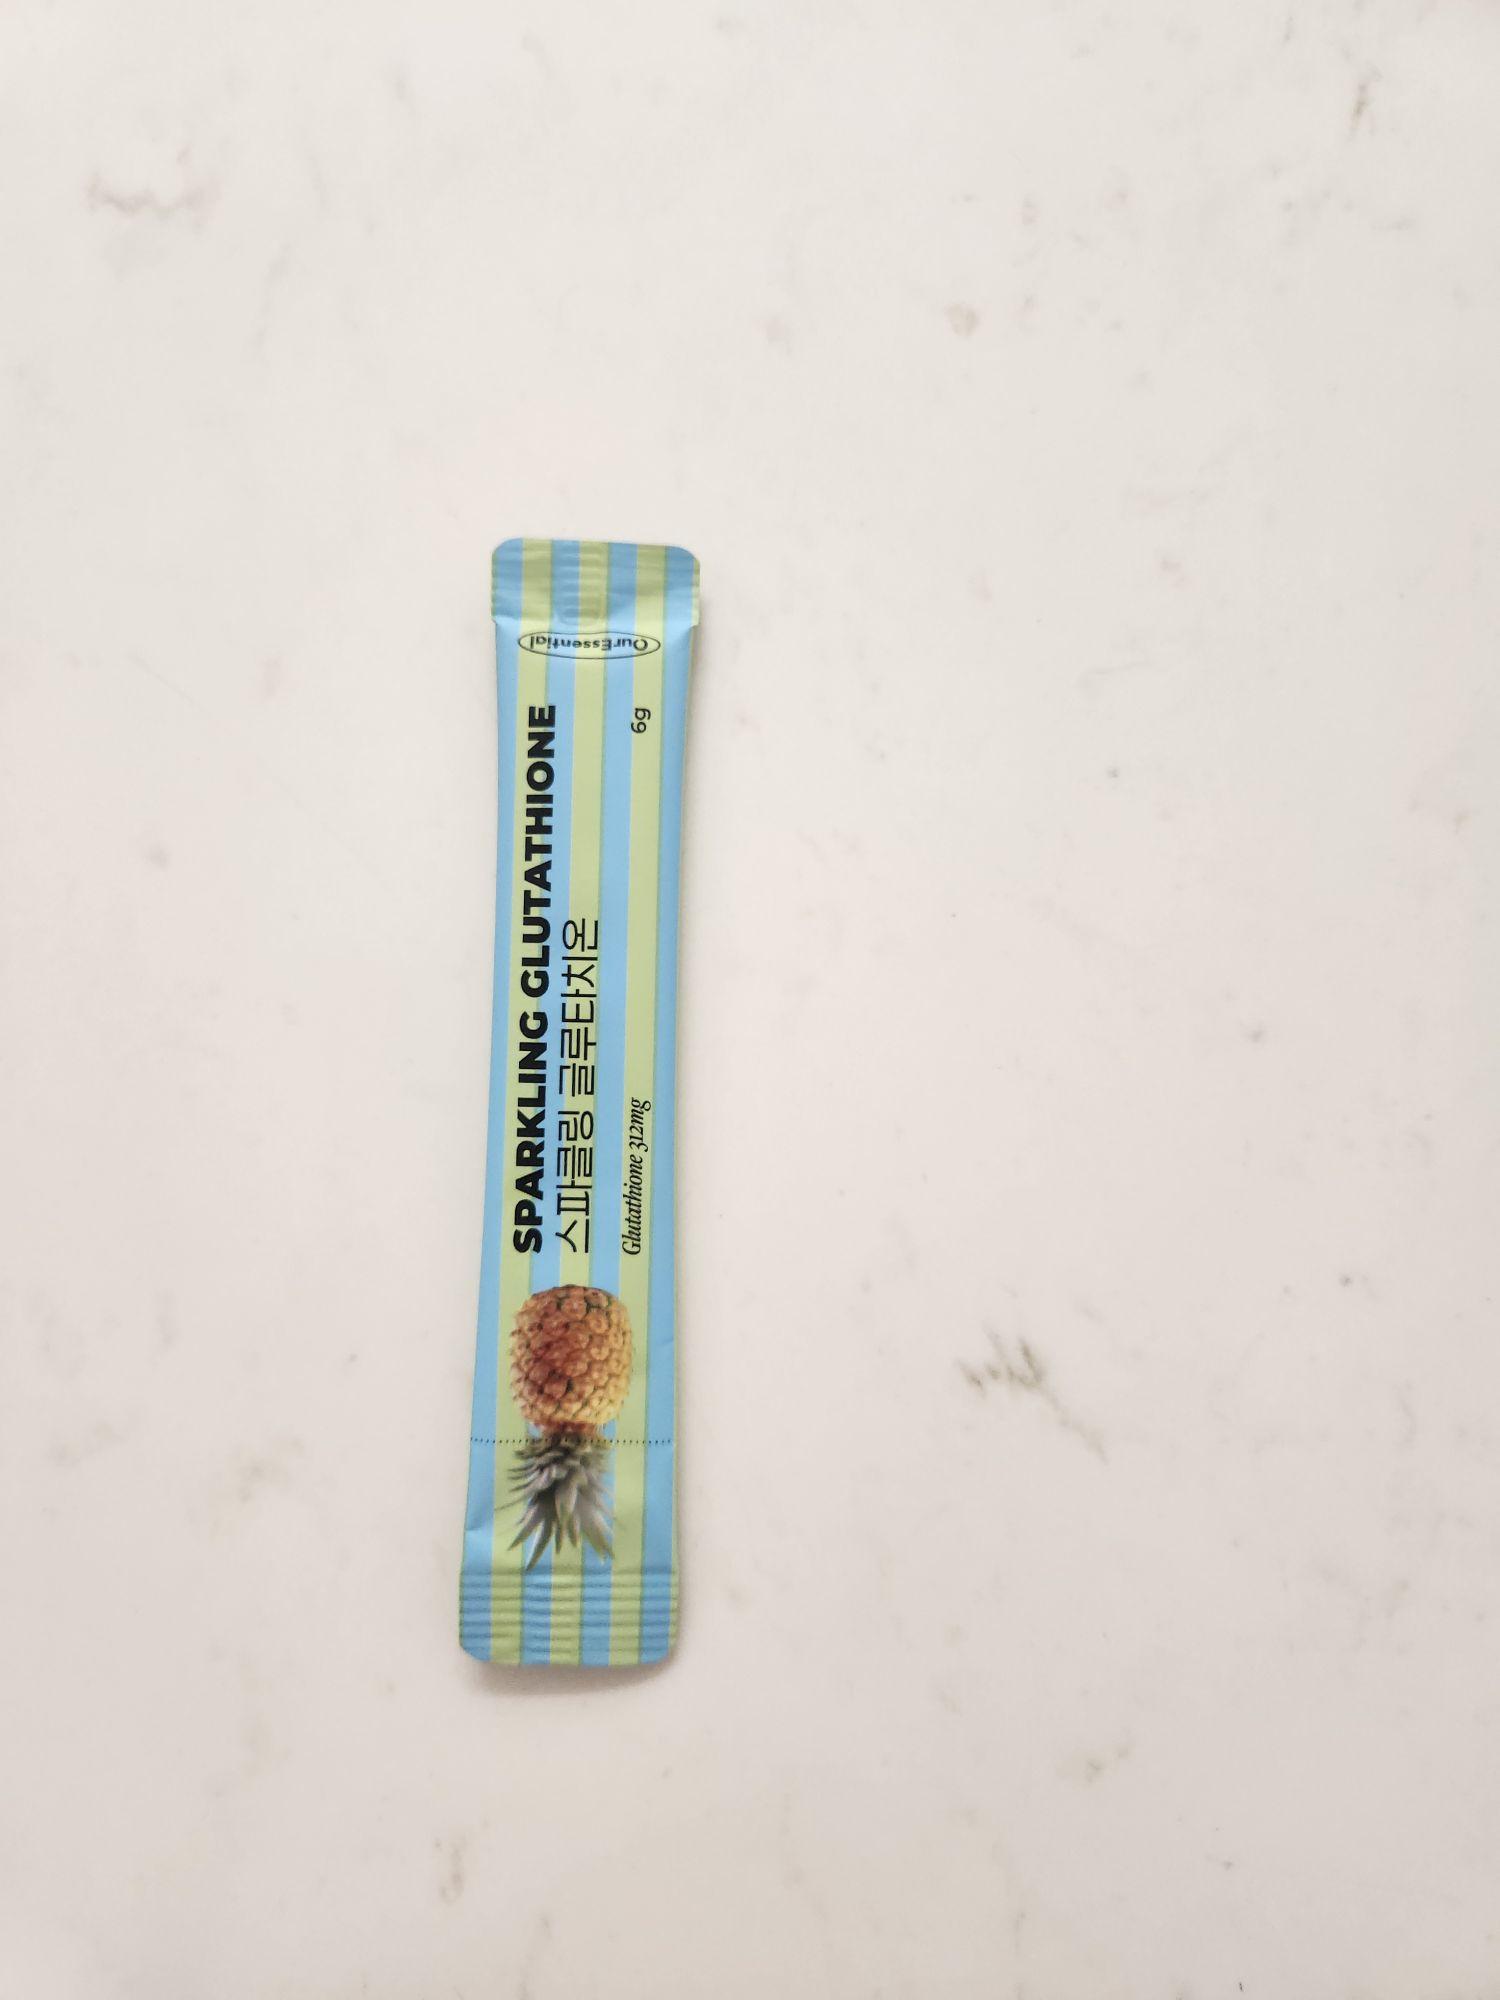 OurEssential
SPARKLING GLUTATHIONE
스파클링 글루타치온
Glutathione 312mg
6g